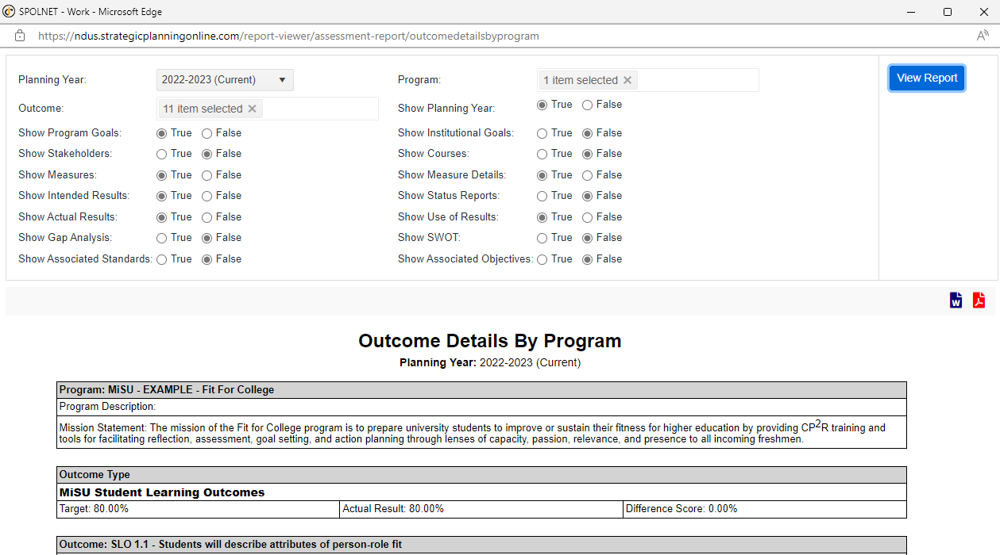 SPOLNET - Work - Microsoft Edge
https://ndus.strategicplanningonline.com/report-viewer/assessment-report/outcomedetailsbyprogram
Planning Year: 2022-2023 (Current) Program: 1 item selected View Report
Outcome: 11 item selected Show Planning Year: True False
Show Program Goals: True False Show Institutional Goals: True False
Show Stakeholders: True False Show Courses: True False
Show Measures: True False Show Measure Details: True False
Show Intended Results: True False Show Status Reports: True False
Show Actual Results: True False Show Use of Results: True False
Show Gap Analysis: True False Show SWOT: True False
Show Associated Standards: True False Show Associated Objectives: True False
Outcome Details By Program
Planning Year: 2022-2023 (Current)
Program: MiSU - EXAMPLE - Fit For College
Program Description:
Mission Statement: The mission of the Fit for College program is to prepare university students to improve or sustain their fitness for higher education by providing CP2R training and
tools for facilitating reflection, assessment, goal setting, and action planning through lenses of capacity, passion, relevance, and presence to all incoming freshmen.
Outcome Type
MiSU Student Learning Outcomes
Target: 80.00% Actual Result: 80.00% Difference Score: 0.00%
Outcome: SLO 1.1 - Students will describe attributes of person-role fit